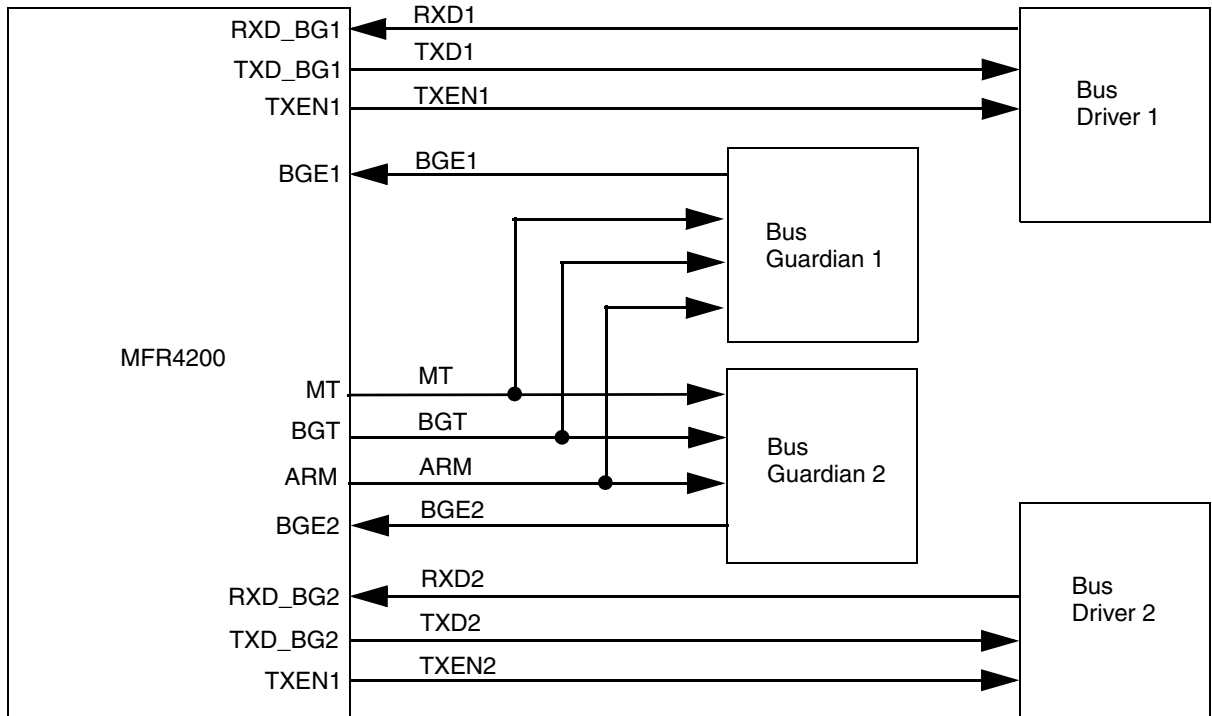 RXD_BG1
RXD1
TXD_BG1
TXD1
TXEN1
TXEN1
Bus
Driver 1
BGE1
BGE1
Bus
Guardian 1
MFR4200
MT
MT
BGT
BGT
ARM
ARM
Bus
Guardian 2
BGE2
BGE2
RXD_BG2
RXD2
TXD_BG2
TXD2
TXEN1
TXEN2
Bus
Driver 2